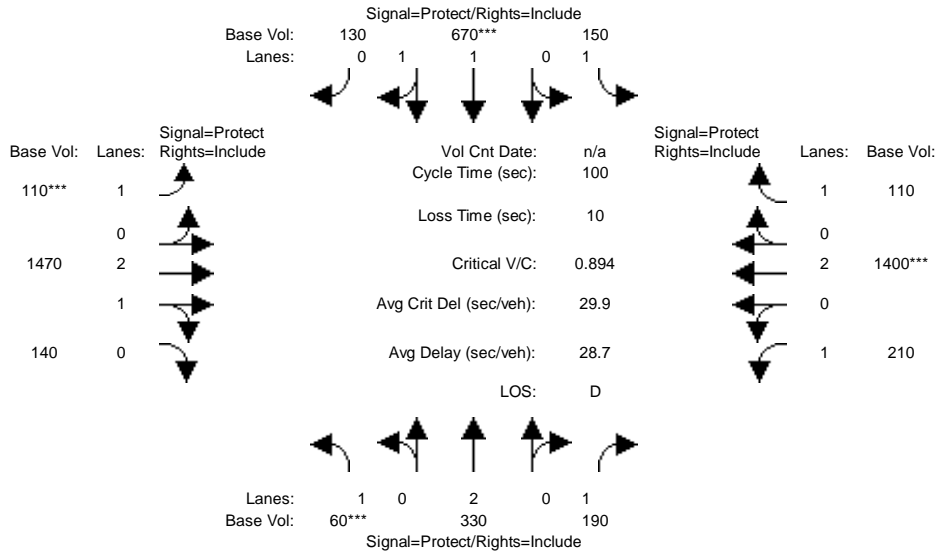 Signal=Protect/Rights=Include
Base Vol: 130 670*** 150
Lanes: 0 1 1 0 1
Signal=Protect
Base Vol: Lanes: Rights=Include
Vol Cnt Date: n/a
Signal=Protect
Rights=Include Lanes: Base Vol:
Cycle Time (sec): 100
110*** 1
1 110
Loss Time (sec): 10
0
0
1470 2
Critical V/C: 0.894
2 1400***
1
Avg Crit Del (sec/veh): 29.9
0
140 0
Avg Delay (sec/veh): 28.7
1 210
LOS: D
Lanes: 1 0 2 0 1
Base Vol: 60*** 330 190
Signal=Protect/Rights=Include